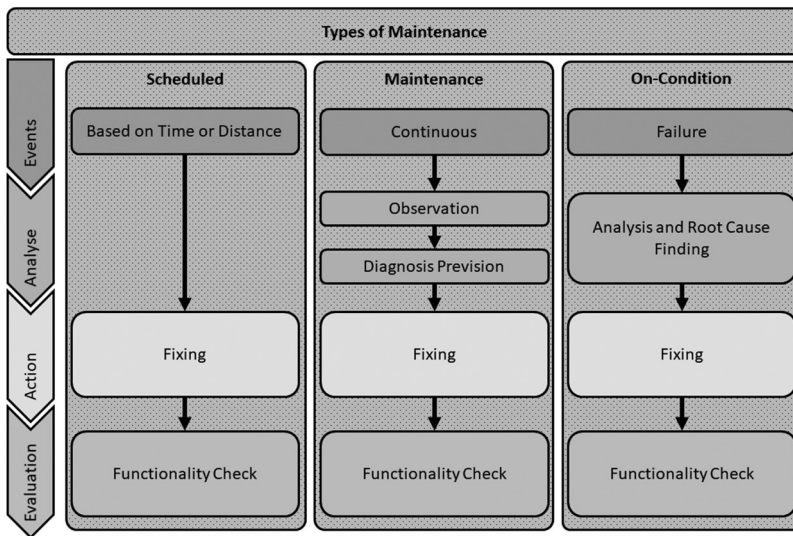 Types of Maintenance
Events
Analyse
Action
Evaluation
Scheduled
Based on Time or Distance
Fixing
Functionality Check
Maintenance
Continuous
Observation
Diagnosis Prevision
Fixing
Functionality Check
On-Condition
Failure
Analysis and Root Cause
Finding
Fixing
Functionality Check